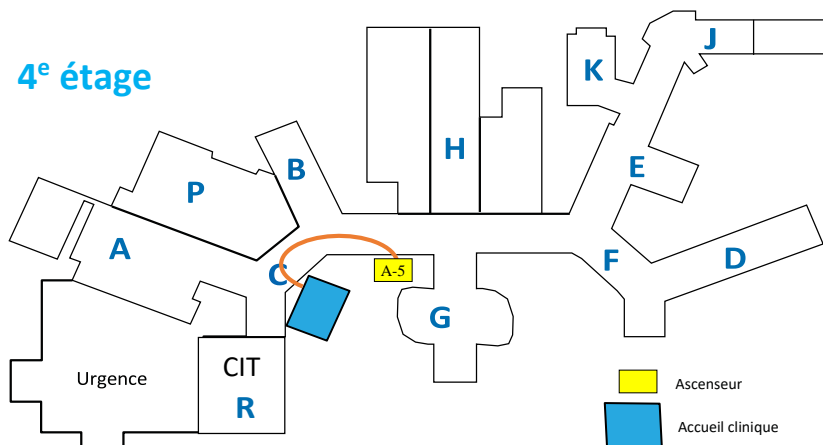 4e étage
J
K
H
B
P
E
A
D
F
C
A-5
G
CIT
Urgence
R
Ascenseur
Accueil clinique